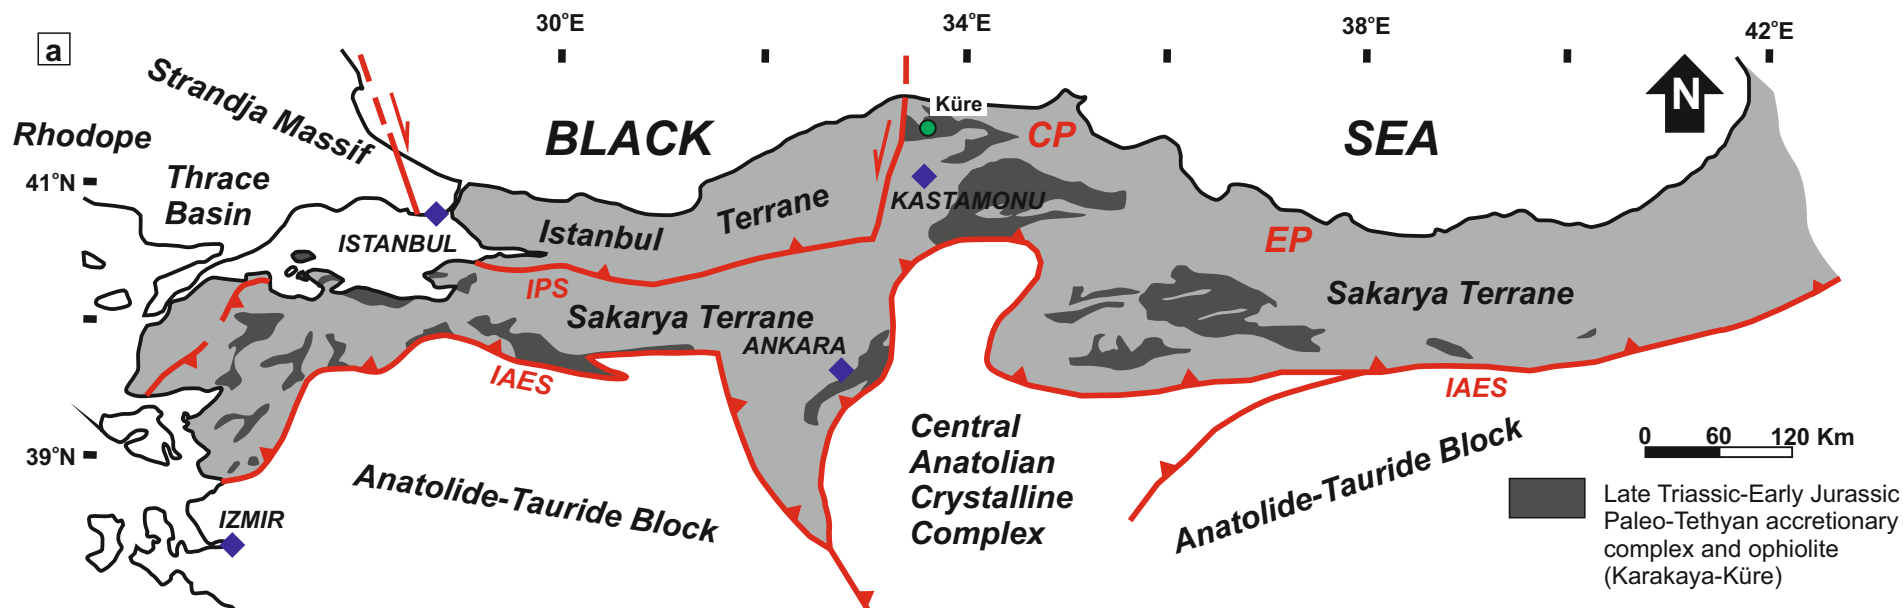 a
30°E
34°E
38°E
42°E
N
Strandja Massif
Rhodope
BLACK
SEA
Küre
CP
41°N
Thrace
Basin
ISTANBUL
Istanbul
Terrane
KASTAMONU
EP
IPS
Sakarya Terrane
Sakarya Terrane
ANKARA
IAES
IAES
39°N
Central
Anatolian
Crystalline
Complex
Anatolide-Tauride Block
Anatolide-Tauride Block
IZMIR
0 60 120 Km
Late Triassic-Early Jurassic
Paleo-Tethyan accretionary
complex and ophiolite
(Karakaya-Küre)